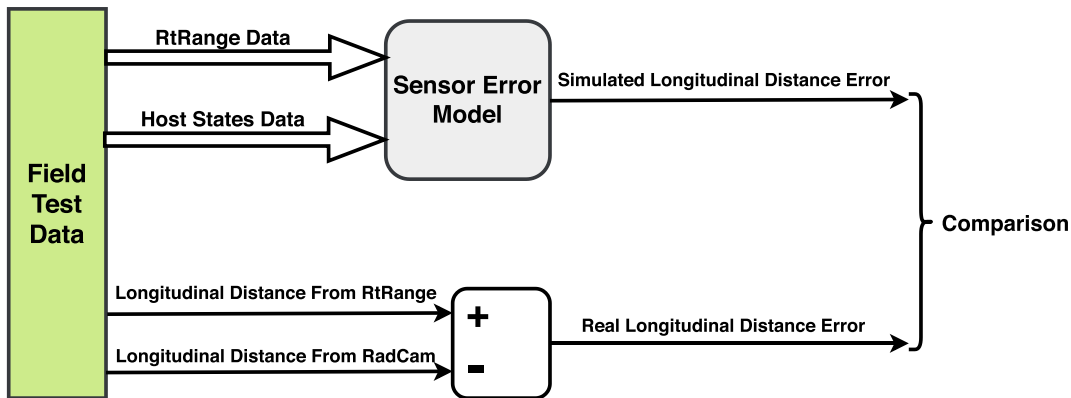 RtRange Data
Host States Data
Sensor Error
Model
Simulated Longitudinal Distance Error
Field
Test
Data
Comparison
Longitudinal Distance From RtRange
Longitudinal Distance From RadCam
+
-
Real Longitudinal Distance Error